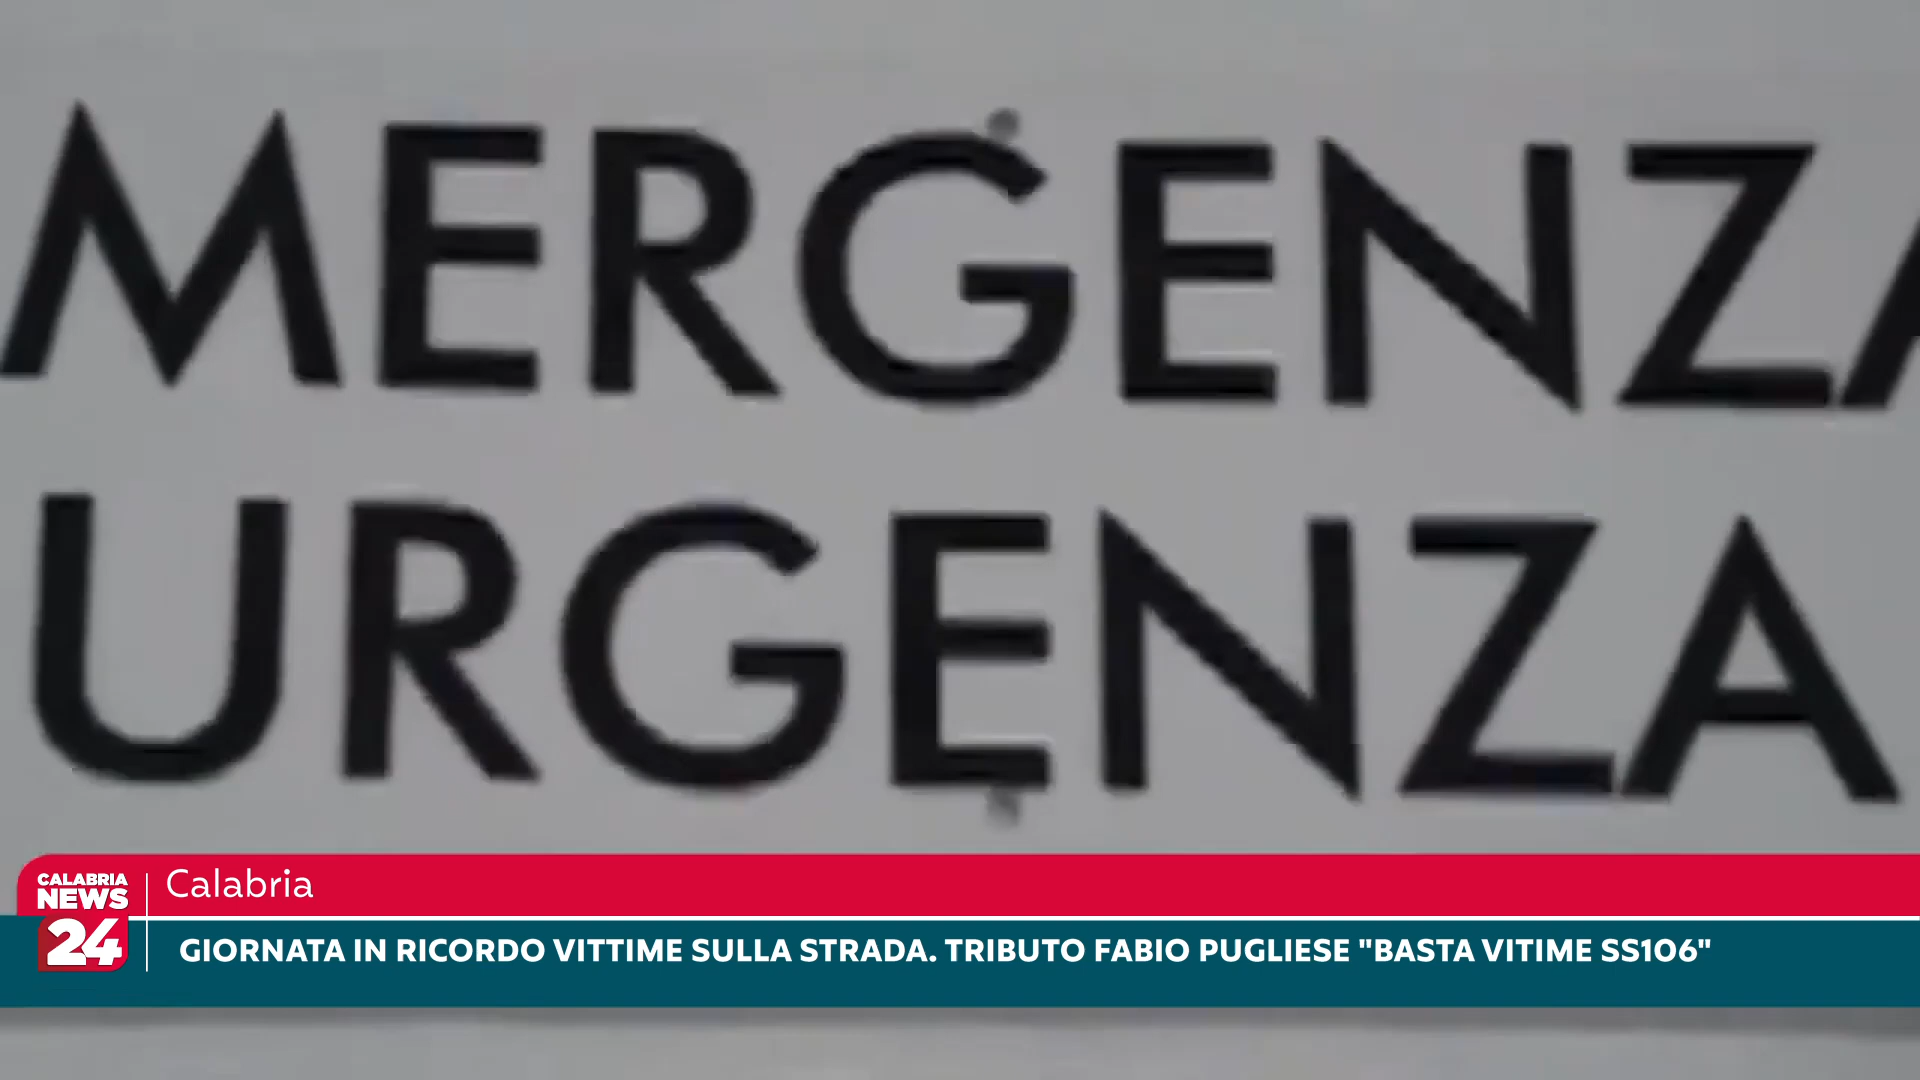 MERGENZA
URGENZA
CALABRIA
NEWS
24
Calabria
GIORNATA IN RICORDO VITTIME SULLA STRADA. TRIBUTO FABIO PUGLIESE "BASTA VITIME SS106"